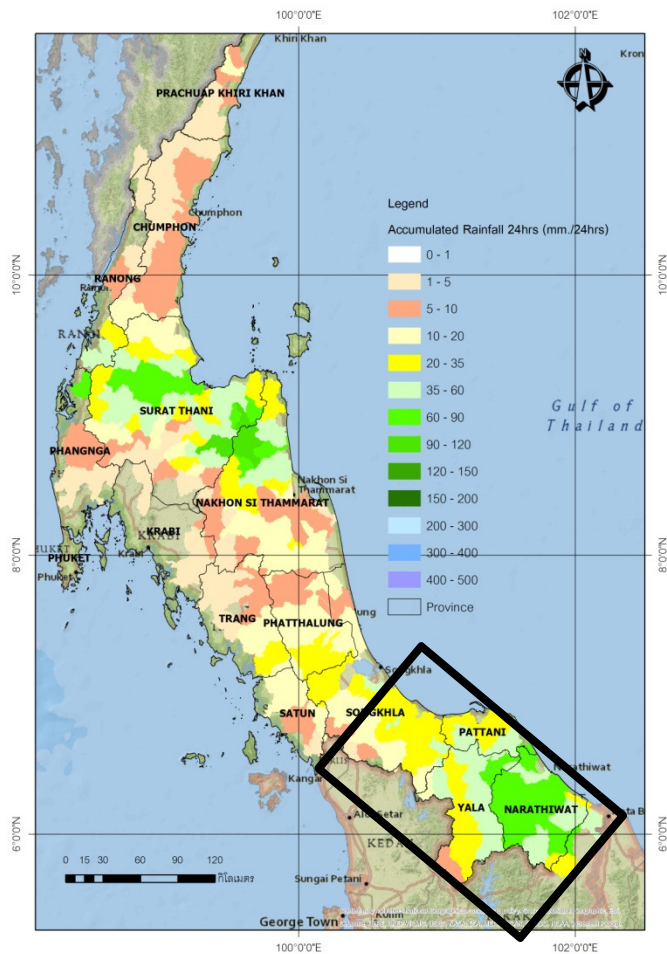 100°0'0"E
102°0'0"E
Khiri Khan
Kron
PRACHUAP KHIRI KHAN
Legend
Accumulated Rainfall 24hrs (mm./24hrs)
0 - 1
1 - 5
5 - 10
10 - 20
20 - 35
35 - 60
60 - 90
90 - 120
120 - 150
150 - 200
200 - 300
300 - 400
400 - 500
Province
Chumphon
CHUMPHON
10°0'0"N
10°0'0"N
RANONG
SURAT THANI
Gulf of
Thailand
PHANGNGA
Nakhon Si
Thammarat
NAKHON SI THAMMARAT
KRABI
KRABI
8°0'0"N
8°0'0"N
PHUKET
Phuket
TRANG
PHATTHALUNG
ung
Songkhla
SATUN
SONGKHLA
PATTANI
Narathiwat
Kangar
YALA
NARATHIWAT
6°0'0"N
6°0'0"N
Alor Setar
KEDAH
0 15 30 60 90 120
กิโลเมตร
Sungai Petani
George Town
Kulim
100°0'0"E
102°0'0"E